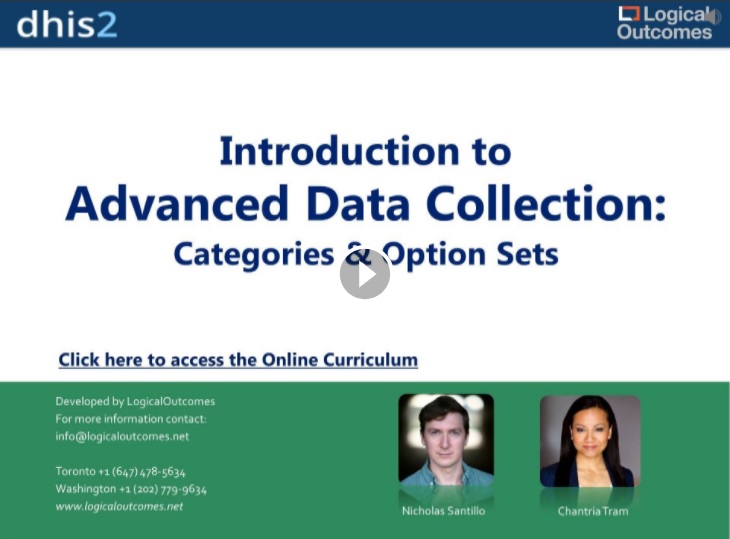 dhis2
Logical
Outcomes
Introduction to
Advanced Data Collection:
Categories & Option Sets
Click here to access the Online Curriculum
Developed by LogicalOutcomes
For more information contact:
info@logicaloutcomes.net
Toronto +1 (647) 478-5634
Washington +1 (202) 779-9634
www.logicaloutcomes.net
Nicholas Santillo
Chantria Tram